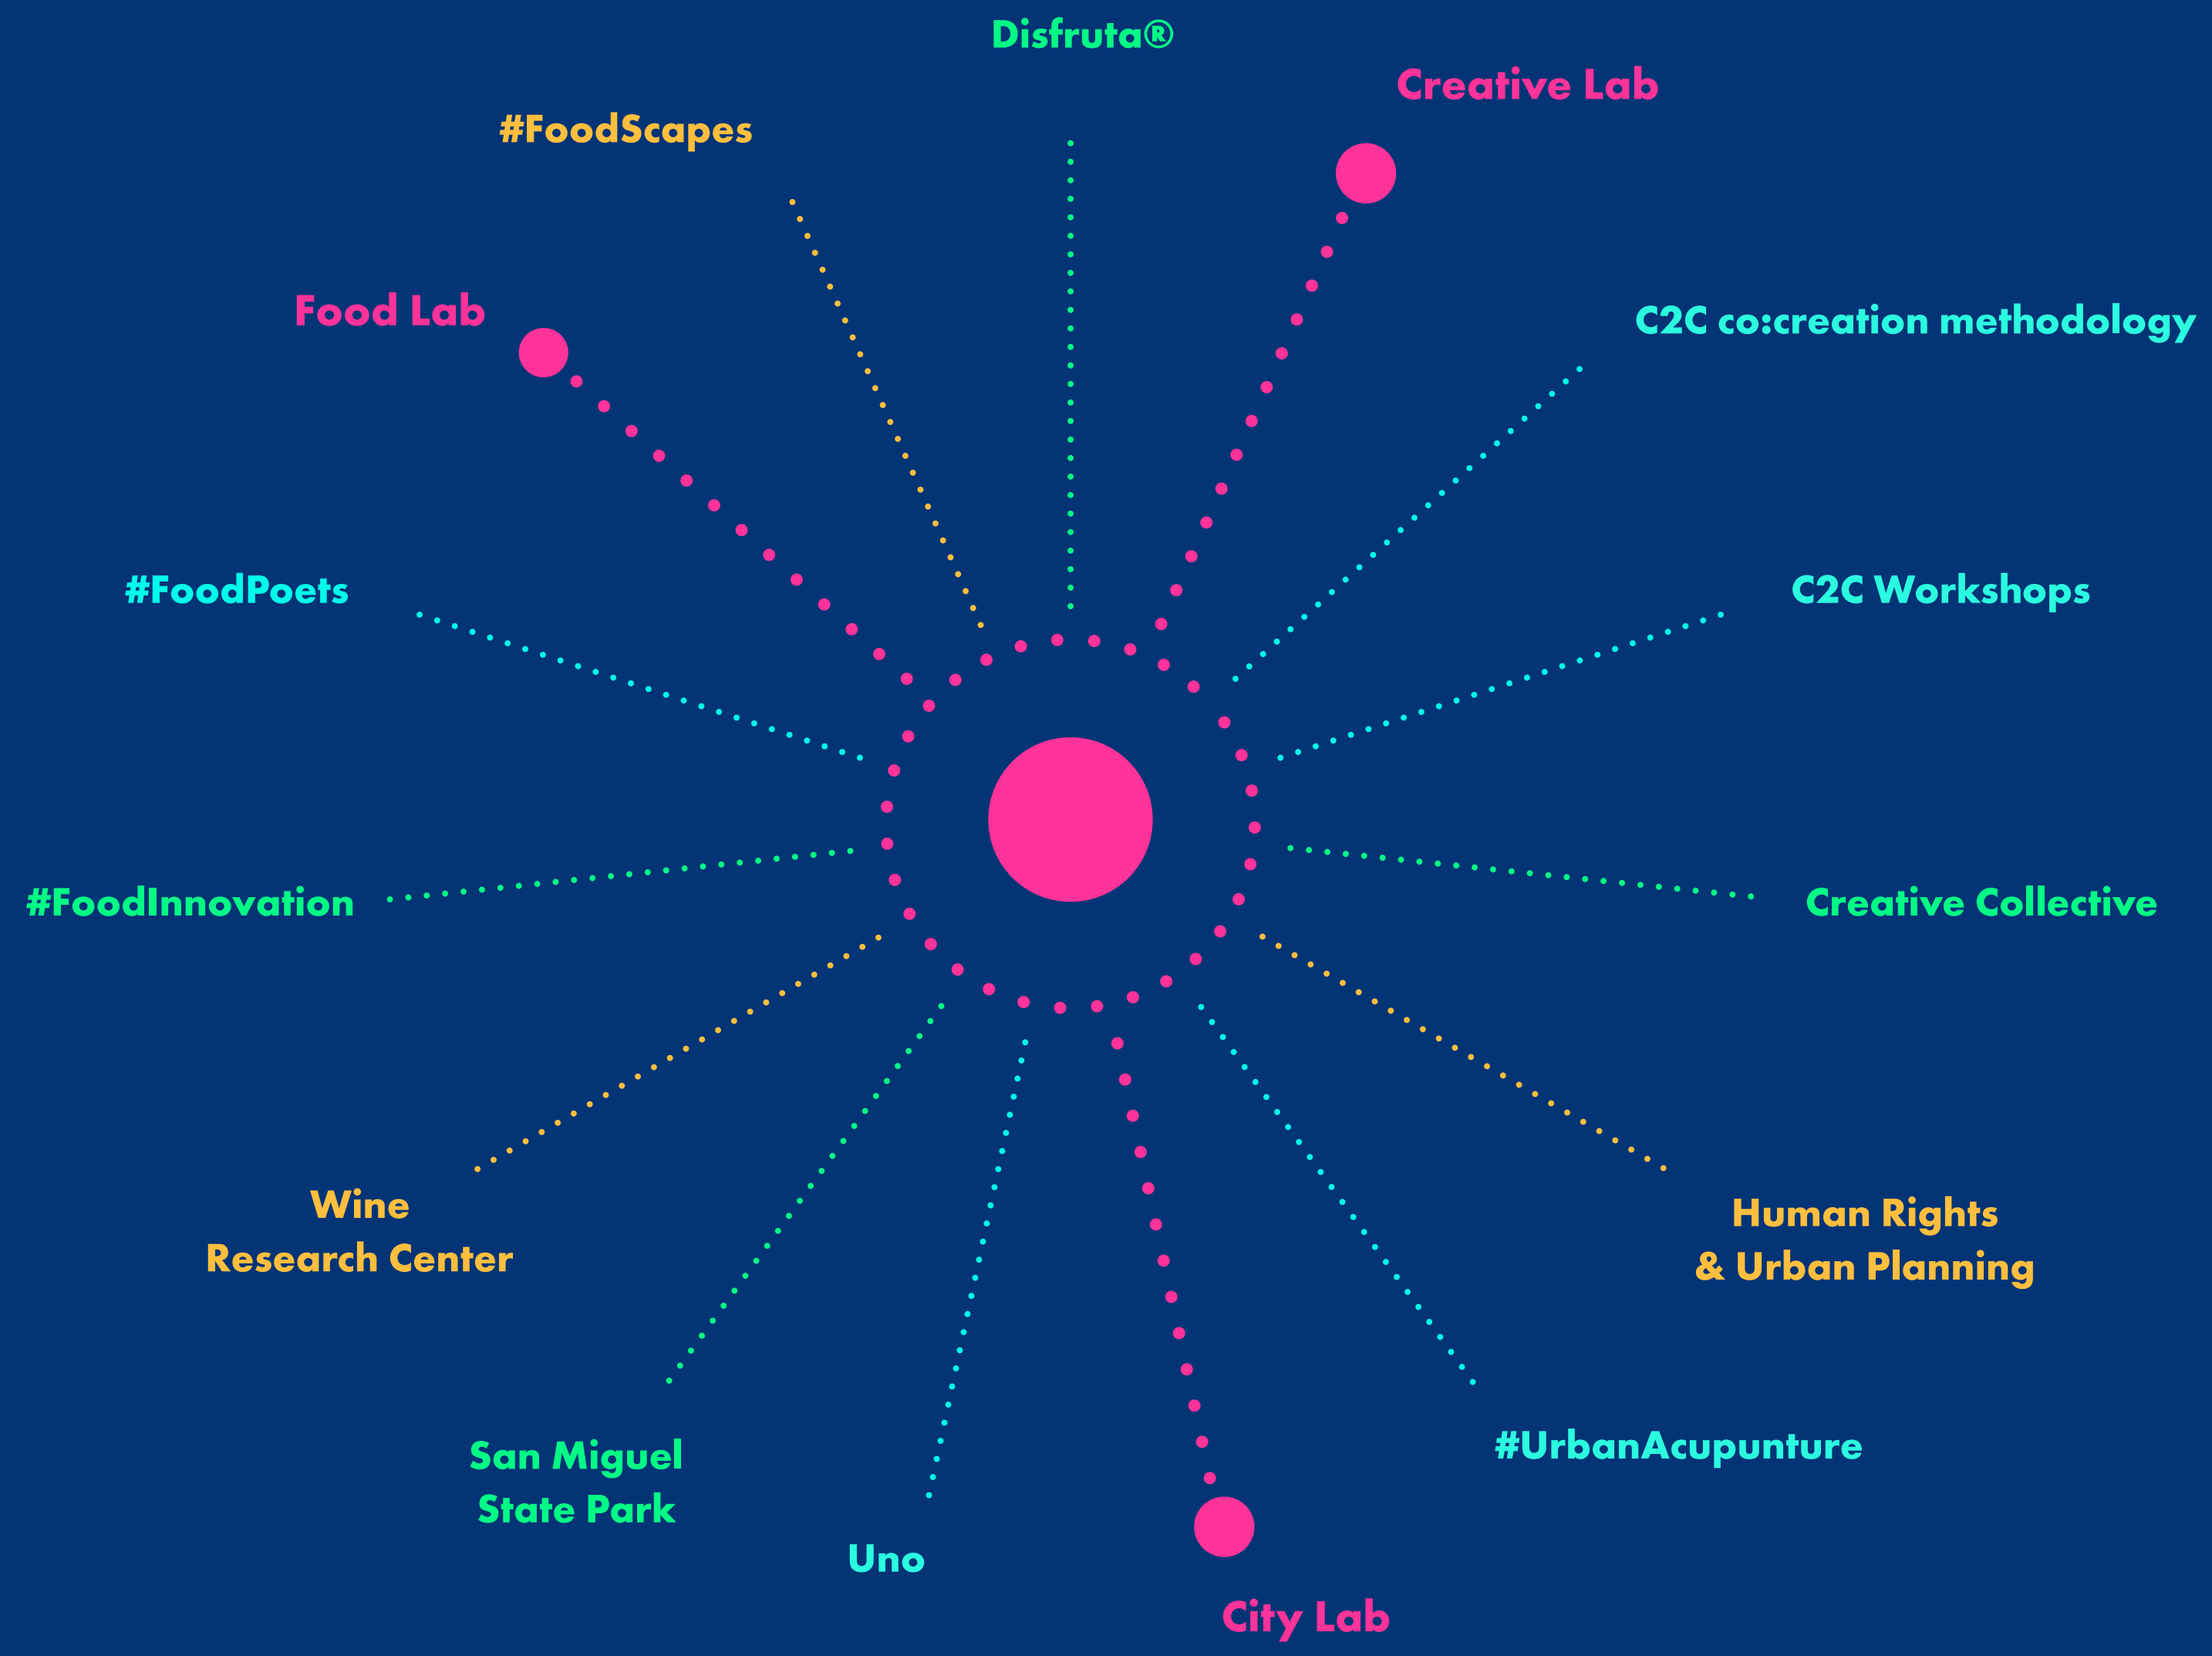 Disfruta®
Creative Lab
#FoodScapes
Food Lab
C2C co:creation methodology
#FoodPoets
C2C Workshops
#FoodInnovation
Creative Collective
Wine
Research Center
Human Rights
& Urban Planning
San Miguel
State Park
#UrbanAcupunture
Uno
City Lab